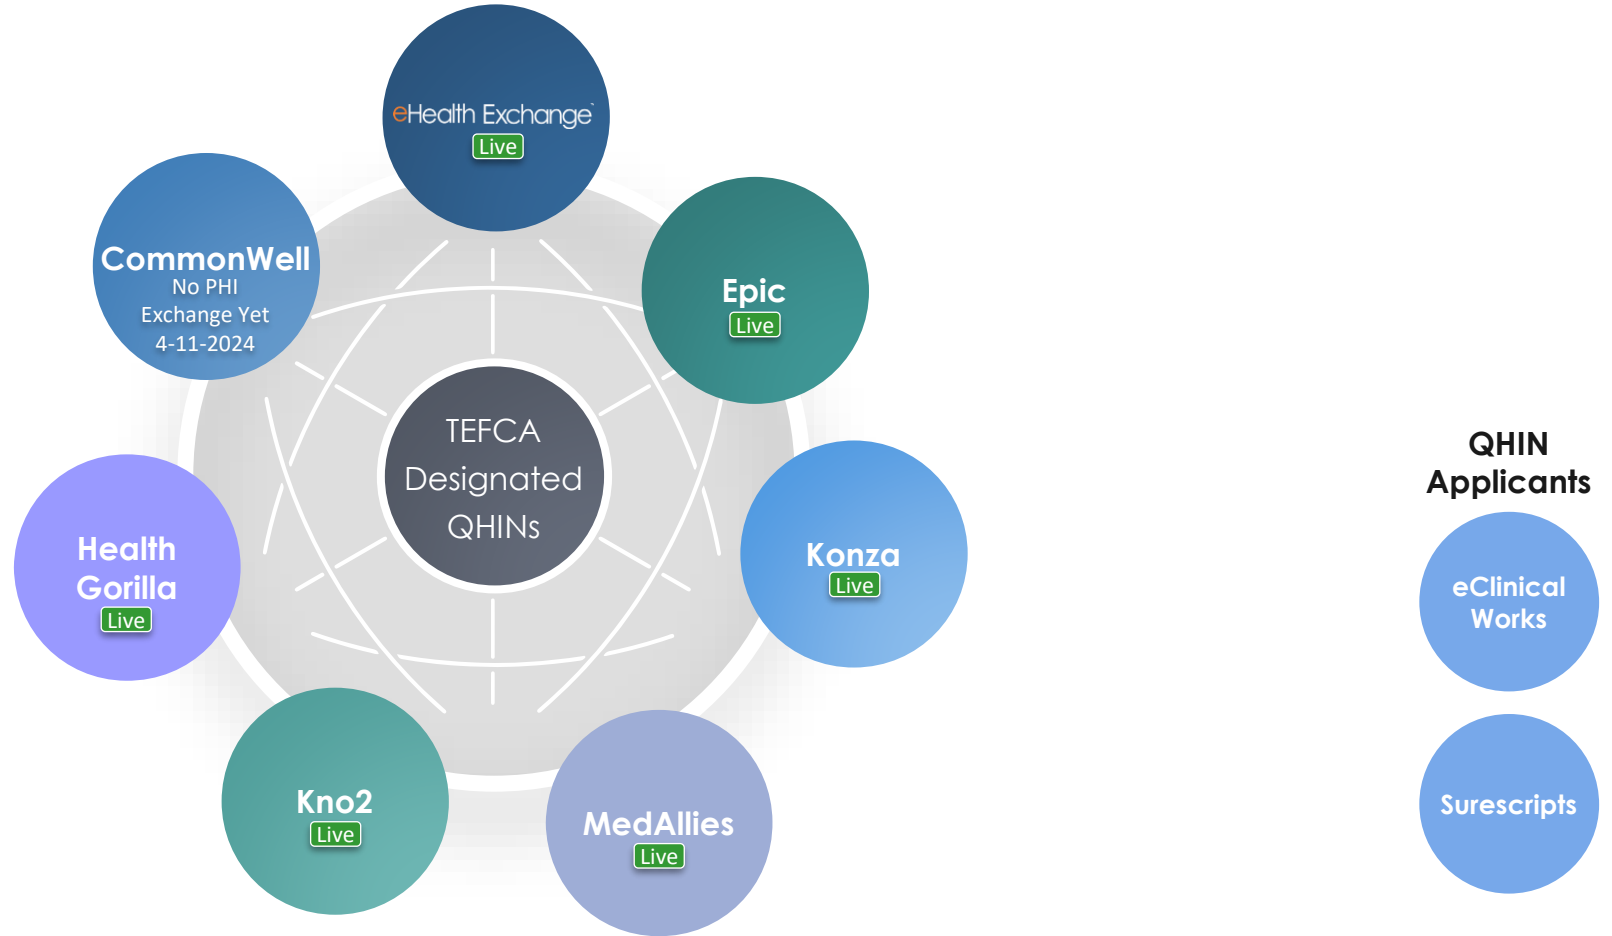 eHealth Exchange
Live
CommonWell
No PHI
Exchange Yet
4-11-2024
Epic
Live
TEFCA
Designated
QHINs
Health
Gorilla
Live
Konza
Live
Kno2
Live
MedAllies
Live
QHIN
Applicants
eClinical
Works
Surescripts